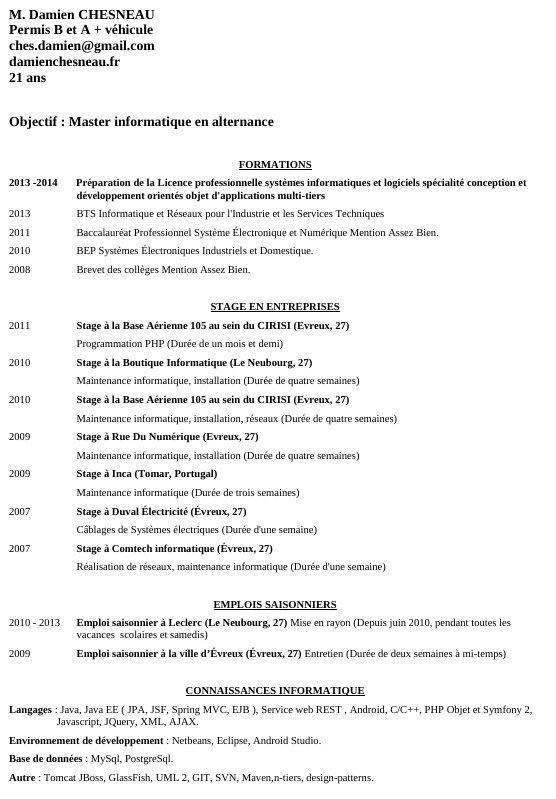 M. Damien CHESNEAU
Permis B et A + véhicule
ches.damien@gmail.com
damienchesneau.fr
21 ans
Objectif : Master informatique en alternance
FORMATIONS
2013 -2014 Préparation de la Licence professionnelle systèmes informatiques et logiciels spécialité conception et
développement orientés objet d'applications multi-tiers
2013 BTS Informatique et Réseaux pour l'Industrie et les Services Techniques
2011 Baccalauréat Professionnel Système Électronique et Numérique Mention Assez Bien.
2010 BEP Systèmes Électroniques Industriels et Domestique.
2008 Brevet des collèges Mention Assez Bien.
STAGE EN ENTREPRISES
2011 Stage à la Base Aérienne 105 au sein du CIRISI (Evreux, 27)
Programmation PHP (Durée de un mois et demi)
2010 Stage à la Boutique Informatique (Le Neubourg, 27)
Maintenance informatique, installation (Durée de quatre semaines)
2010 Stage à la Base Aérienne 105 au sein du CIRISI (Evreux, 27)
Maintenance informatique, installation, réseaux (Durée de quatre semaines)
2009 Stage à Rue Du Numérique (Evreux, 27)
Maintenance informatique, installation (Durée de quatre semaines)
2009 Stage à Inca (Tomar, Portugal)
Maintenance informatique (Durée de trois semaines)
2007 Stage à Duval Électricité (Évreux, 27)
Câblages de Systèmes électriques (Durée d'une semaine)
2007 Stage à Comtech informatique (Évreux, 27)
Réalisation de réseaux, maintenance informatique (Durée d'une semaine)
EMPLOIS SAISONNIERS
2010 - 2013 Emploi saisonnier à Leclerc (Le Neubourg, 27) Mise en rayon (Depuis juin 2010, pendant toutes les
vacances scolaires et samedis)
2009 Emploi saisonnier à la ville d’Évreux (Évreux, 27) Entretien (Durée de deux semaines à mi-temps)
CONNAISSANCES INFORMATIQUE
Langages : Java, Java EE ( JPA, JSF, Spring MVC, EJB ), Service web REST , Android, C/C++, PHP Objet et Symfony 2,
Javascript, JQuery, XML, AJAX.
Environnement de développement : Netbeans, Eclipse, Android Studio.
Base de données : MySql, PostgreSql.
Autre : Tomcat JBoss, GlassFish, UML 2, GIT, SVN, Maven,n-tiers, design-patterns.